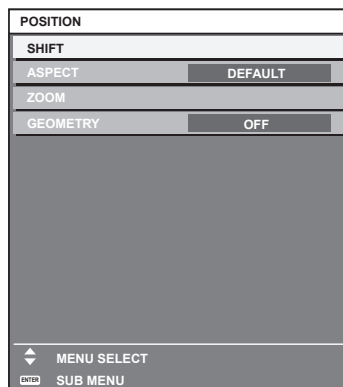 POSITION
SHIFT
ASPECT DEFAULT
ZOOM
GEOMETRY OFF
MENU SELECT
ENTER SUB MENU